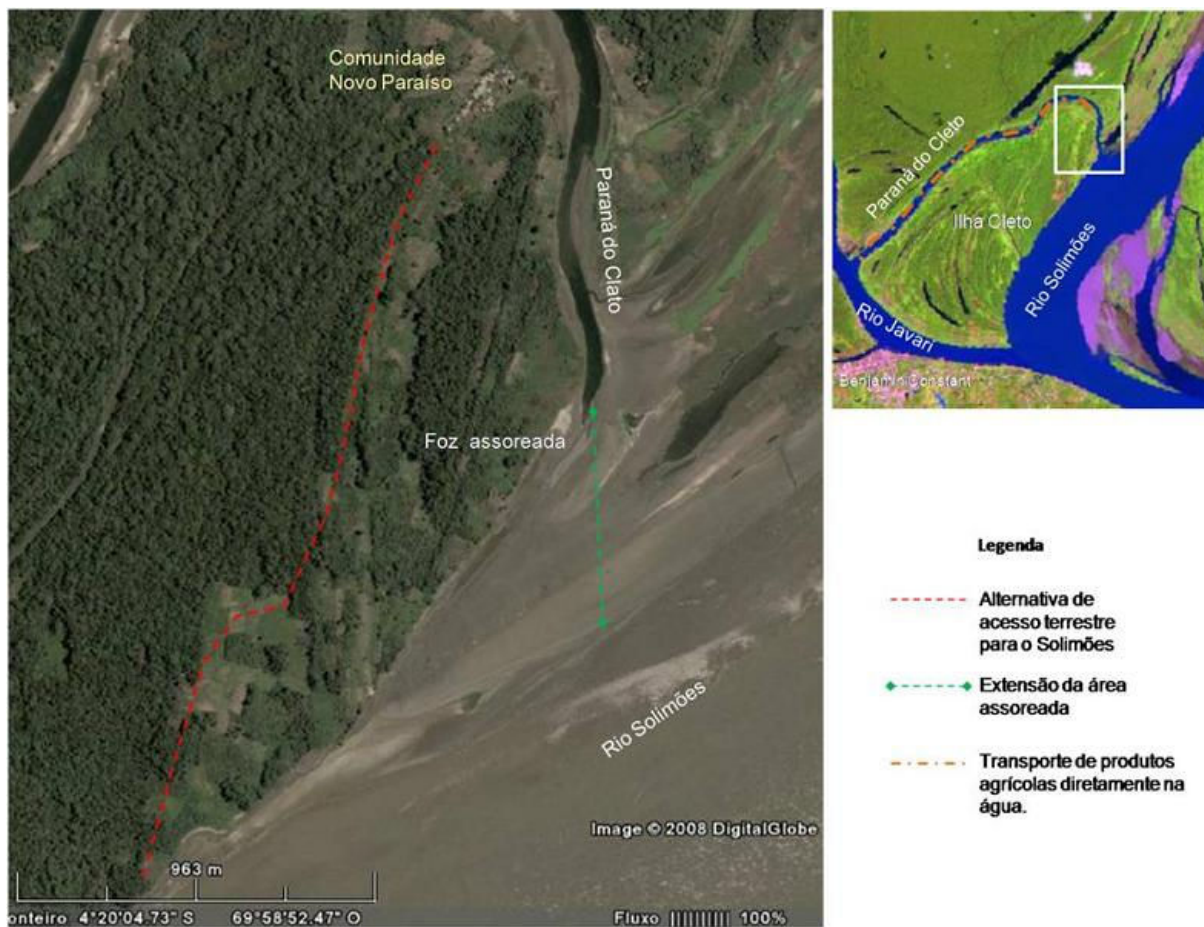 Comunidade
Novo Paraíso
Paraná do Clato
Foz assoreada
Rio Solimões
Image © 2008 DigitalGlobe
963 m
onteiro 4°20'04.73" S 69°58'52.47" O
Fluxo 100%
Paraná do Cleto
Ilha Cleto
Rio Solimões
Rio Javari
Benjamin Constant
Legenda
Alternativa de
acesso terrestre
para o Solimões
Extensão da área
assoreada
Transporte de produtos
agrícolas diretamente na
água.